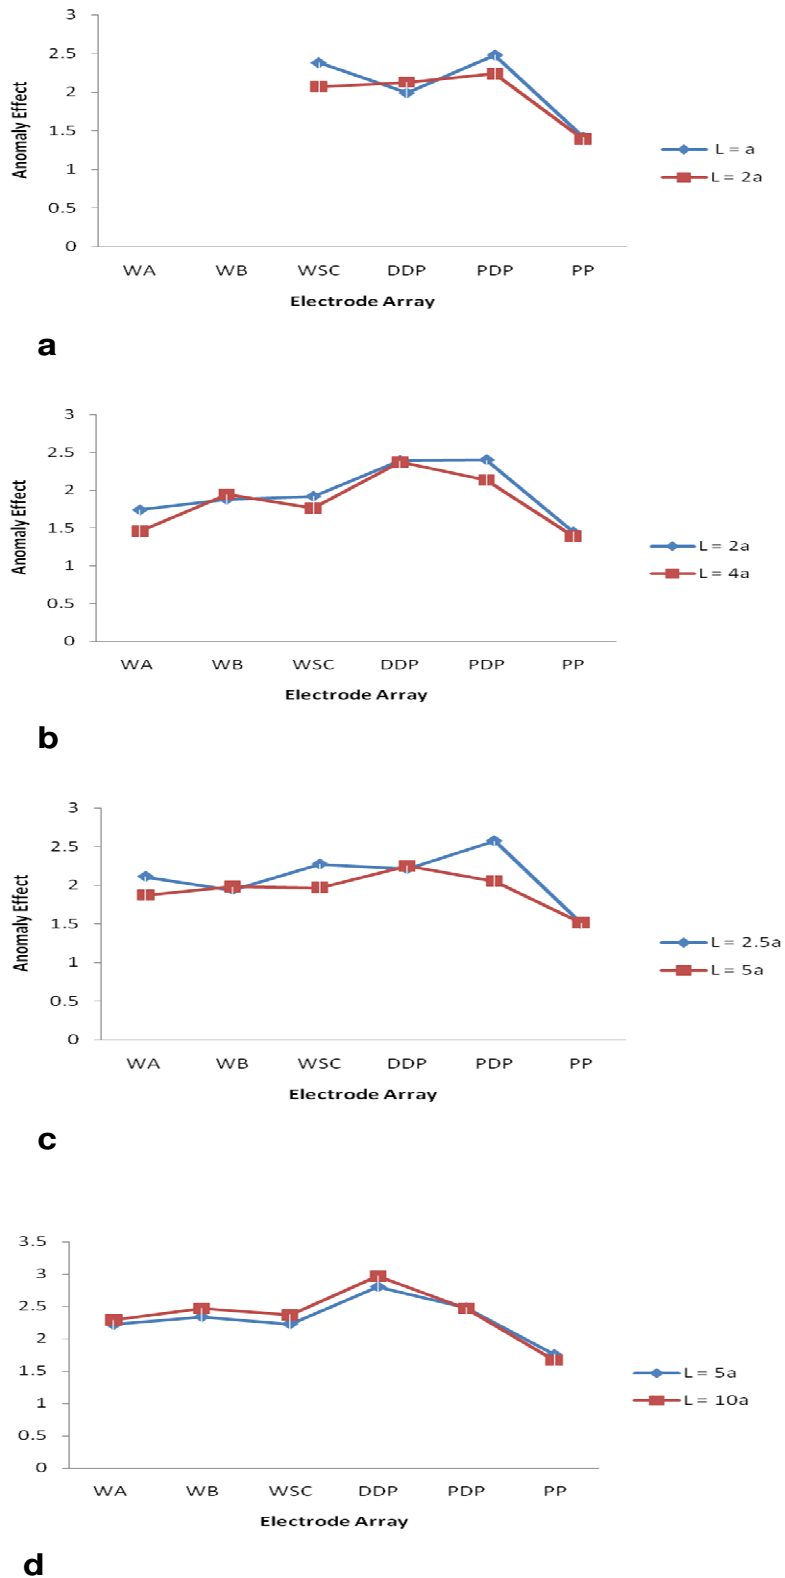 3
2.5
2
1.5
1
0.5
0
Anomaly Effect
WA WB WSC DDP PDP PP
Electrode Array
L = a
L = 2a
a
3
2.5
2
1.5
1
0.5
0
Anomaly Effect
WA WB WSC DDP PDP PP
Electrode Array
L = 2a
L = 4a
b
3
2.5
2
1.5
1
0.5
0
Anomaly Effect
WA WB WSC DDP PDP PP
Electrode Array
L = 2.5a
L = 5a
c
3.5
3
2.5
2
1.5
1
0.5
0
WA WB WSC DDP PDP PP
Electrode Array
L = 5a
L = 10a
d